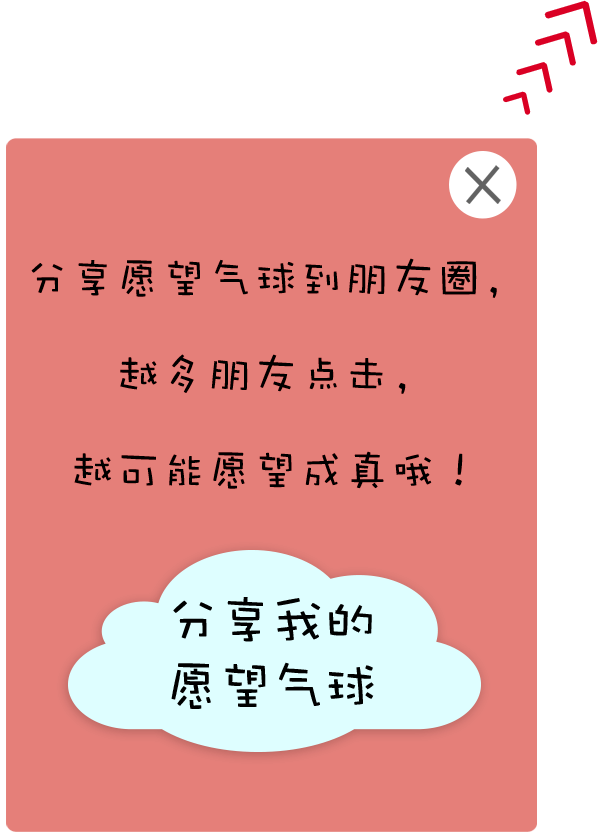 分享愿望气球到朋友圈，
越多朋友点击，
越可能愿望成真哦！
分享我的
愿望气球